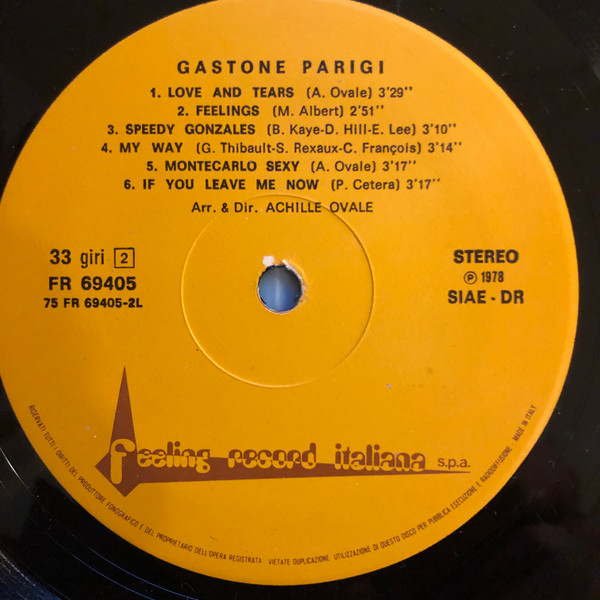 GASTONE PARIGI
1. LOVE AND TEARS (A. Ovale) 3'29''
2. FEELINGS (M. Albert) 2'51''
3. SPEEDY GONZALES (B. Kaye-D. Hill-E. Lee) 3'10''
4. MY WAY (G. Thibault-S. Rexaux-C. François) 3'14''
5. MONTECARLO SEXY (A. Ovale) 3'17''
6. IF YOU LEAVE ME NOW (P. Cetera) 3'17''
Arr. & Dir. ACHILLE OVALE
33 giri 2
FR 69405
75 FR 69405-2L
STEREO
℗ 1978
SIAE - DR
feeling record italiana s.p.a.
RISERVATI TUTTI I DIRITTI DEL PRODUTTORE FONOGRAFICO E DEL PROPRIETARIO DELL'OPERA REGISTRATA VIETATE DUPLICAZIONE UTILIZZAZIONE DI QUESTO DISCO PER PUBBLICA ESECUZIONE E RADIODIFFUSIONE. MADE IN ITALY